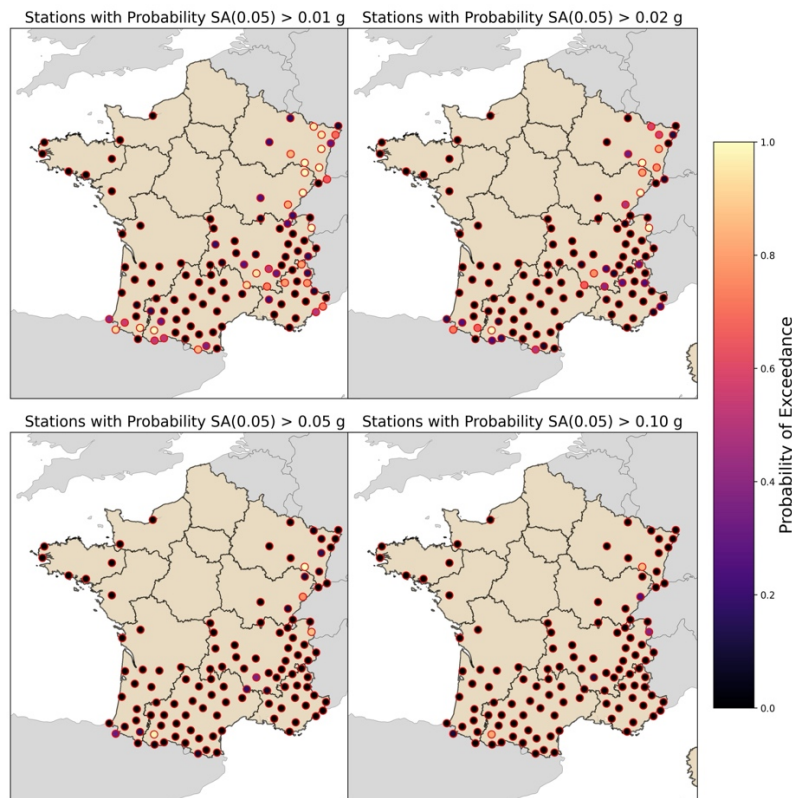 Stations with Probability SA(0.05) > 0.01 g
Stations with Probability SA(0.05) > 0.02 g
Stations with Probability SA(0.05) > 0.05 g
Stations with Probability SA(0.05) > 0.10 g
1.0
0.8
0.6
0.4
0.2
0.0
Probability of Exceedance